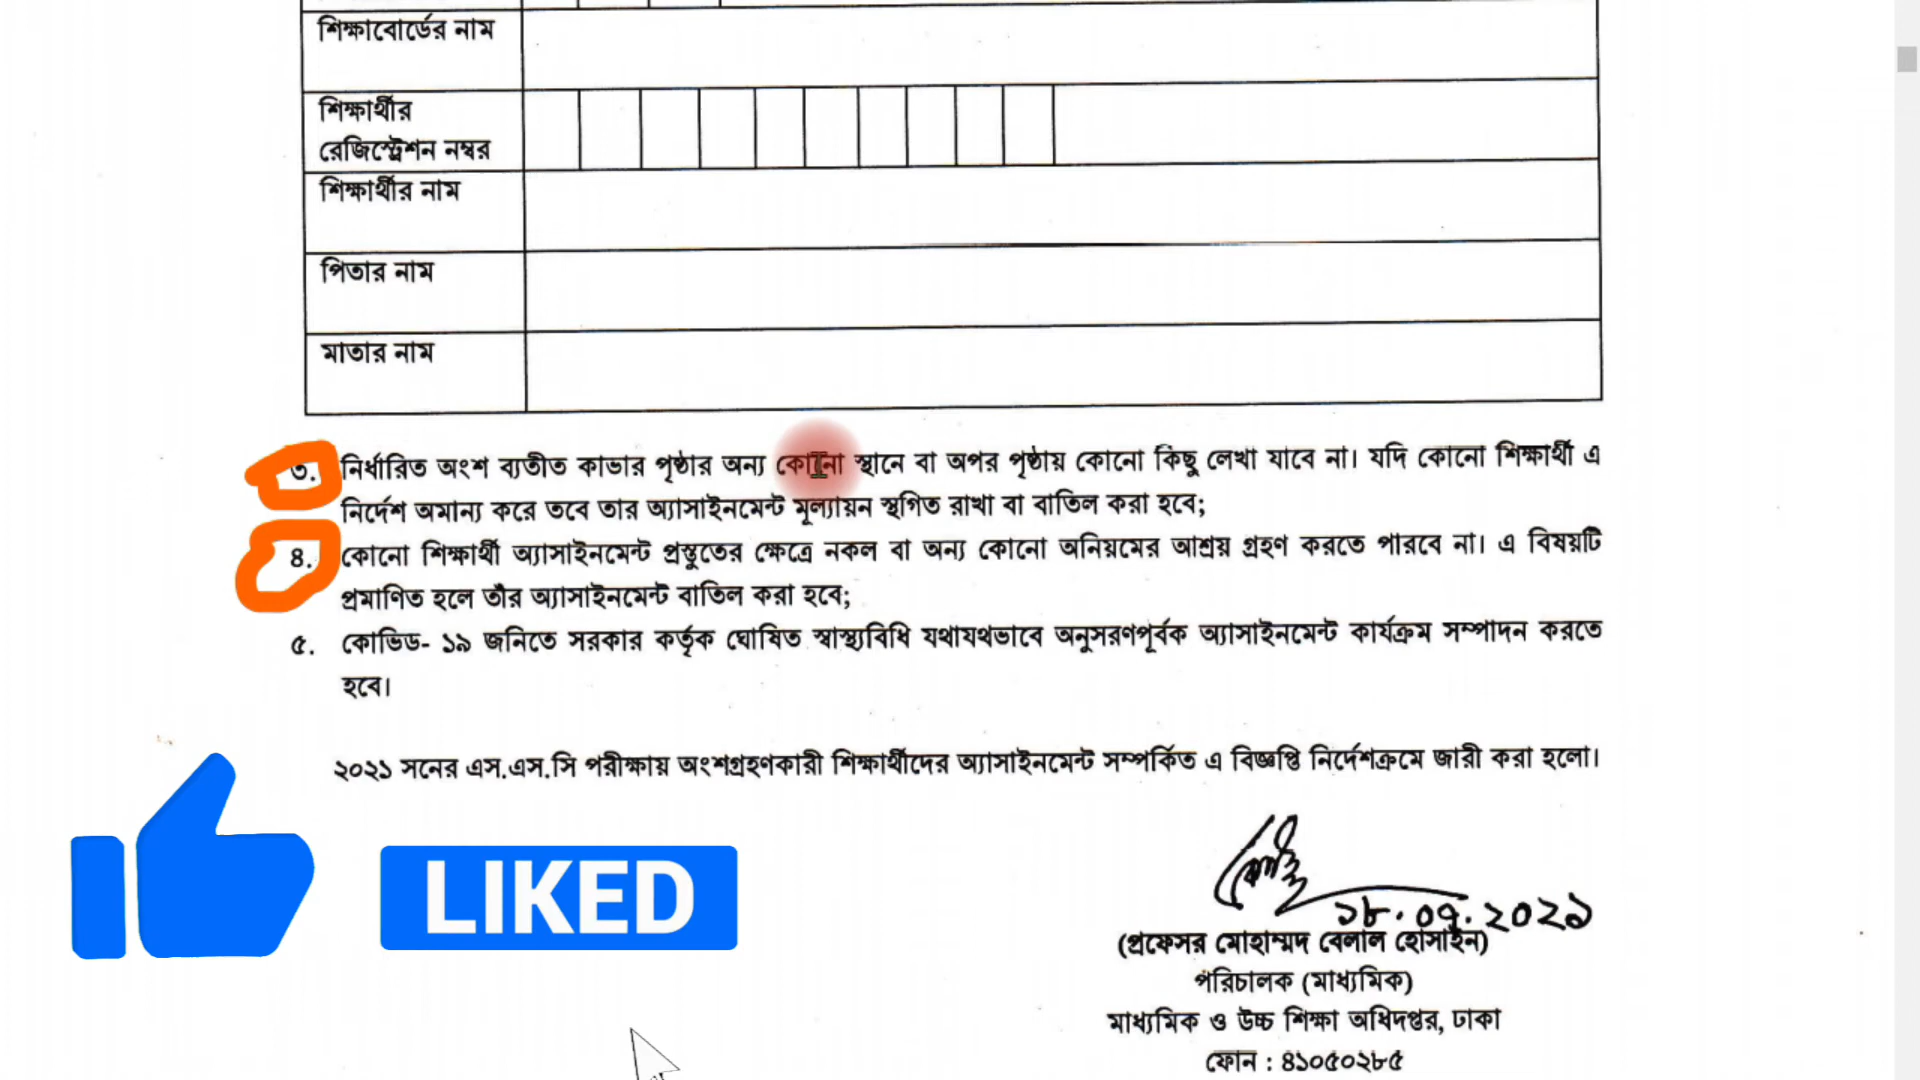 শিক্ষাবোর্ডের নাম
শিক্ষার্থীর
রেজিস্ট্রেশন নম্বর
শিক্ষার্থীর নাম
পিতার নাম
মাতার নাম
৩. নির্ধারিত অংশ ব্যতীত কাভার পৃষ্ঠার অন্য কোনো স্থানে বা অপর পৃষ্ঠায় কোনো কিছু লেখা যাবে না। যদি কোনো শিক্ষার্থী এ
নির্দেশ অমান্য করে তবে তার অ্যাসাইনমেন্ট মূল্যায়ন স্থগিত রাখা বা বাতিল করা হবে;
৪. কোনো শিক্ষার্থী অ্যাসাইনমেন্ট প্রস্তুতের ক্ষেত্রে নকল বা অন্য কোনো অনিয়মের আশ্রয় গ্রহণ করতে পারবে না। এ বিষয়টি
প্রমাণিত হলে তাঁর অ্যাসাইনমেন্ট বাতিল করা হবে;
৫. কোভিড- ১৯ জনিতে সরকার কর্তৃক ঘোষিত স্বাস্থ্যবিধি যথাযথভাবে অনুসরণপূর্বক অ্যাসাইনমেন্ট কার্যক্রম সম্পাদন করতে
হবে।
২০২১ সনের এস.এস.সি পরীক্ষায় অংশগ্রহণকারী শিক্ষার্থীদের অ্যাসাইনমেন্ট সম্পর্কিত এ বিজ্ঞপ্তি নির্দেশক্রমে জারী করা হলো।
LIKED
১৮.০৭.২০২১
(প্রফেসর মোহাম্মদ বেলাল হোসাইন)
পরিচালক (মাধ্যমিক)
মাধ্যমিক ও উচ্চ শিক্ষা অধিদপ্তর, ঢাকা
ফোন : ৪১০৫০২৮৫